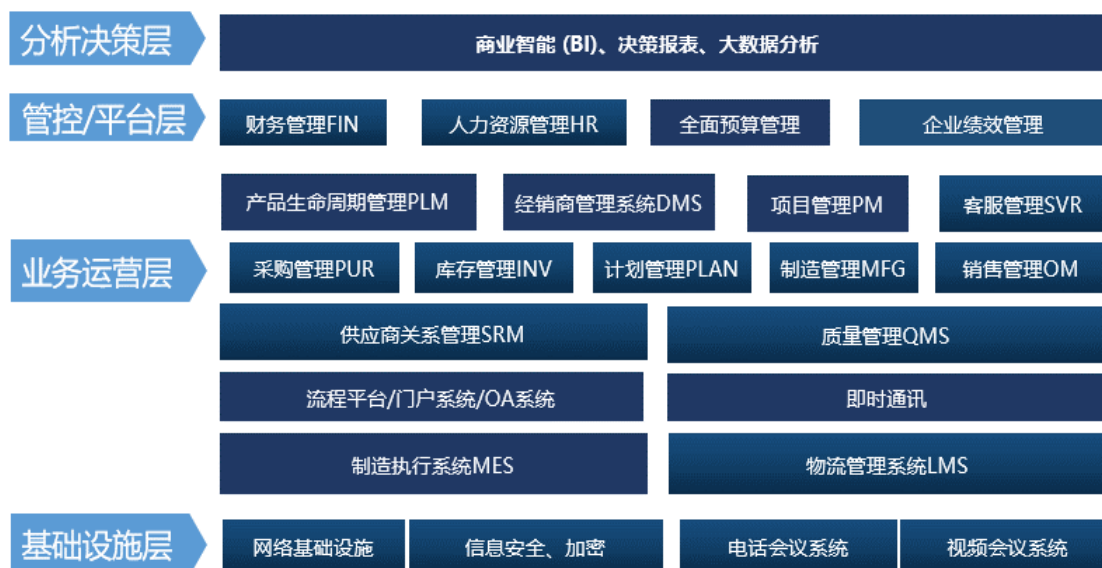 分析决策层
商业智能 (BI)、决策报表、大数据分析
管控/平台层
财务管理FIN
人力资源管理HR
全面预算管理
企业绩效管理
产品生命周期管理PLM
经销商管理系统DMS
项目管理PM
客服管理SVR
业务运营层
采购管理PUR
库存管理INV
计划管理PLAN
制造管理MFG
销售管理OM
供应商关系管理SRM
质量管理QMS
流程平台/门户系统/OA系统
即时通讯
制造执行系统MES
物流管理系统LMS
基础设施层
网络基础设施
信息安全、加密
电话会议系统
视频会议系统